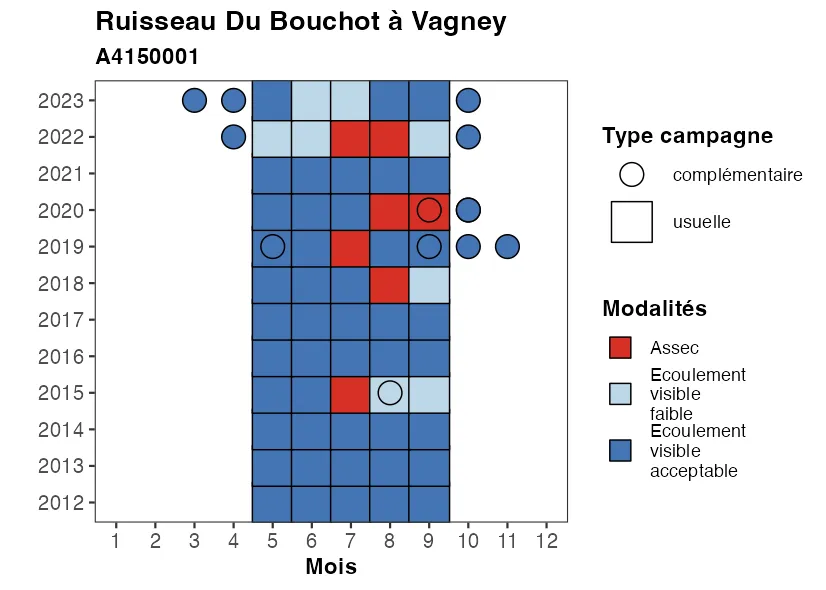 Ruisseau Du Bouchot à Vagney
A4150001
2023
2022
2021
2020
2019
2018
2017
2016
2015
2014
2013
2012
1 2 3 4 5 6 7 8 9 10 11 12
Mois
Type campagne
complémentaire
usuelle
Modalités
Assec
Ecoulement
visible
faible
Ecoulement
visible
acceptable